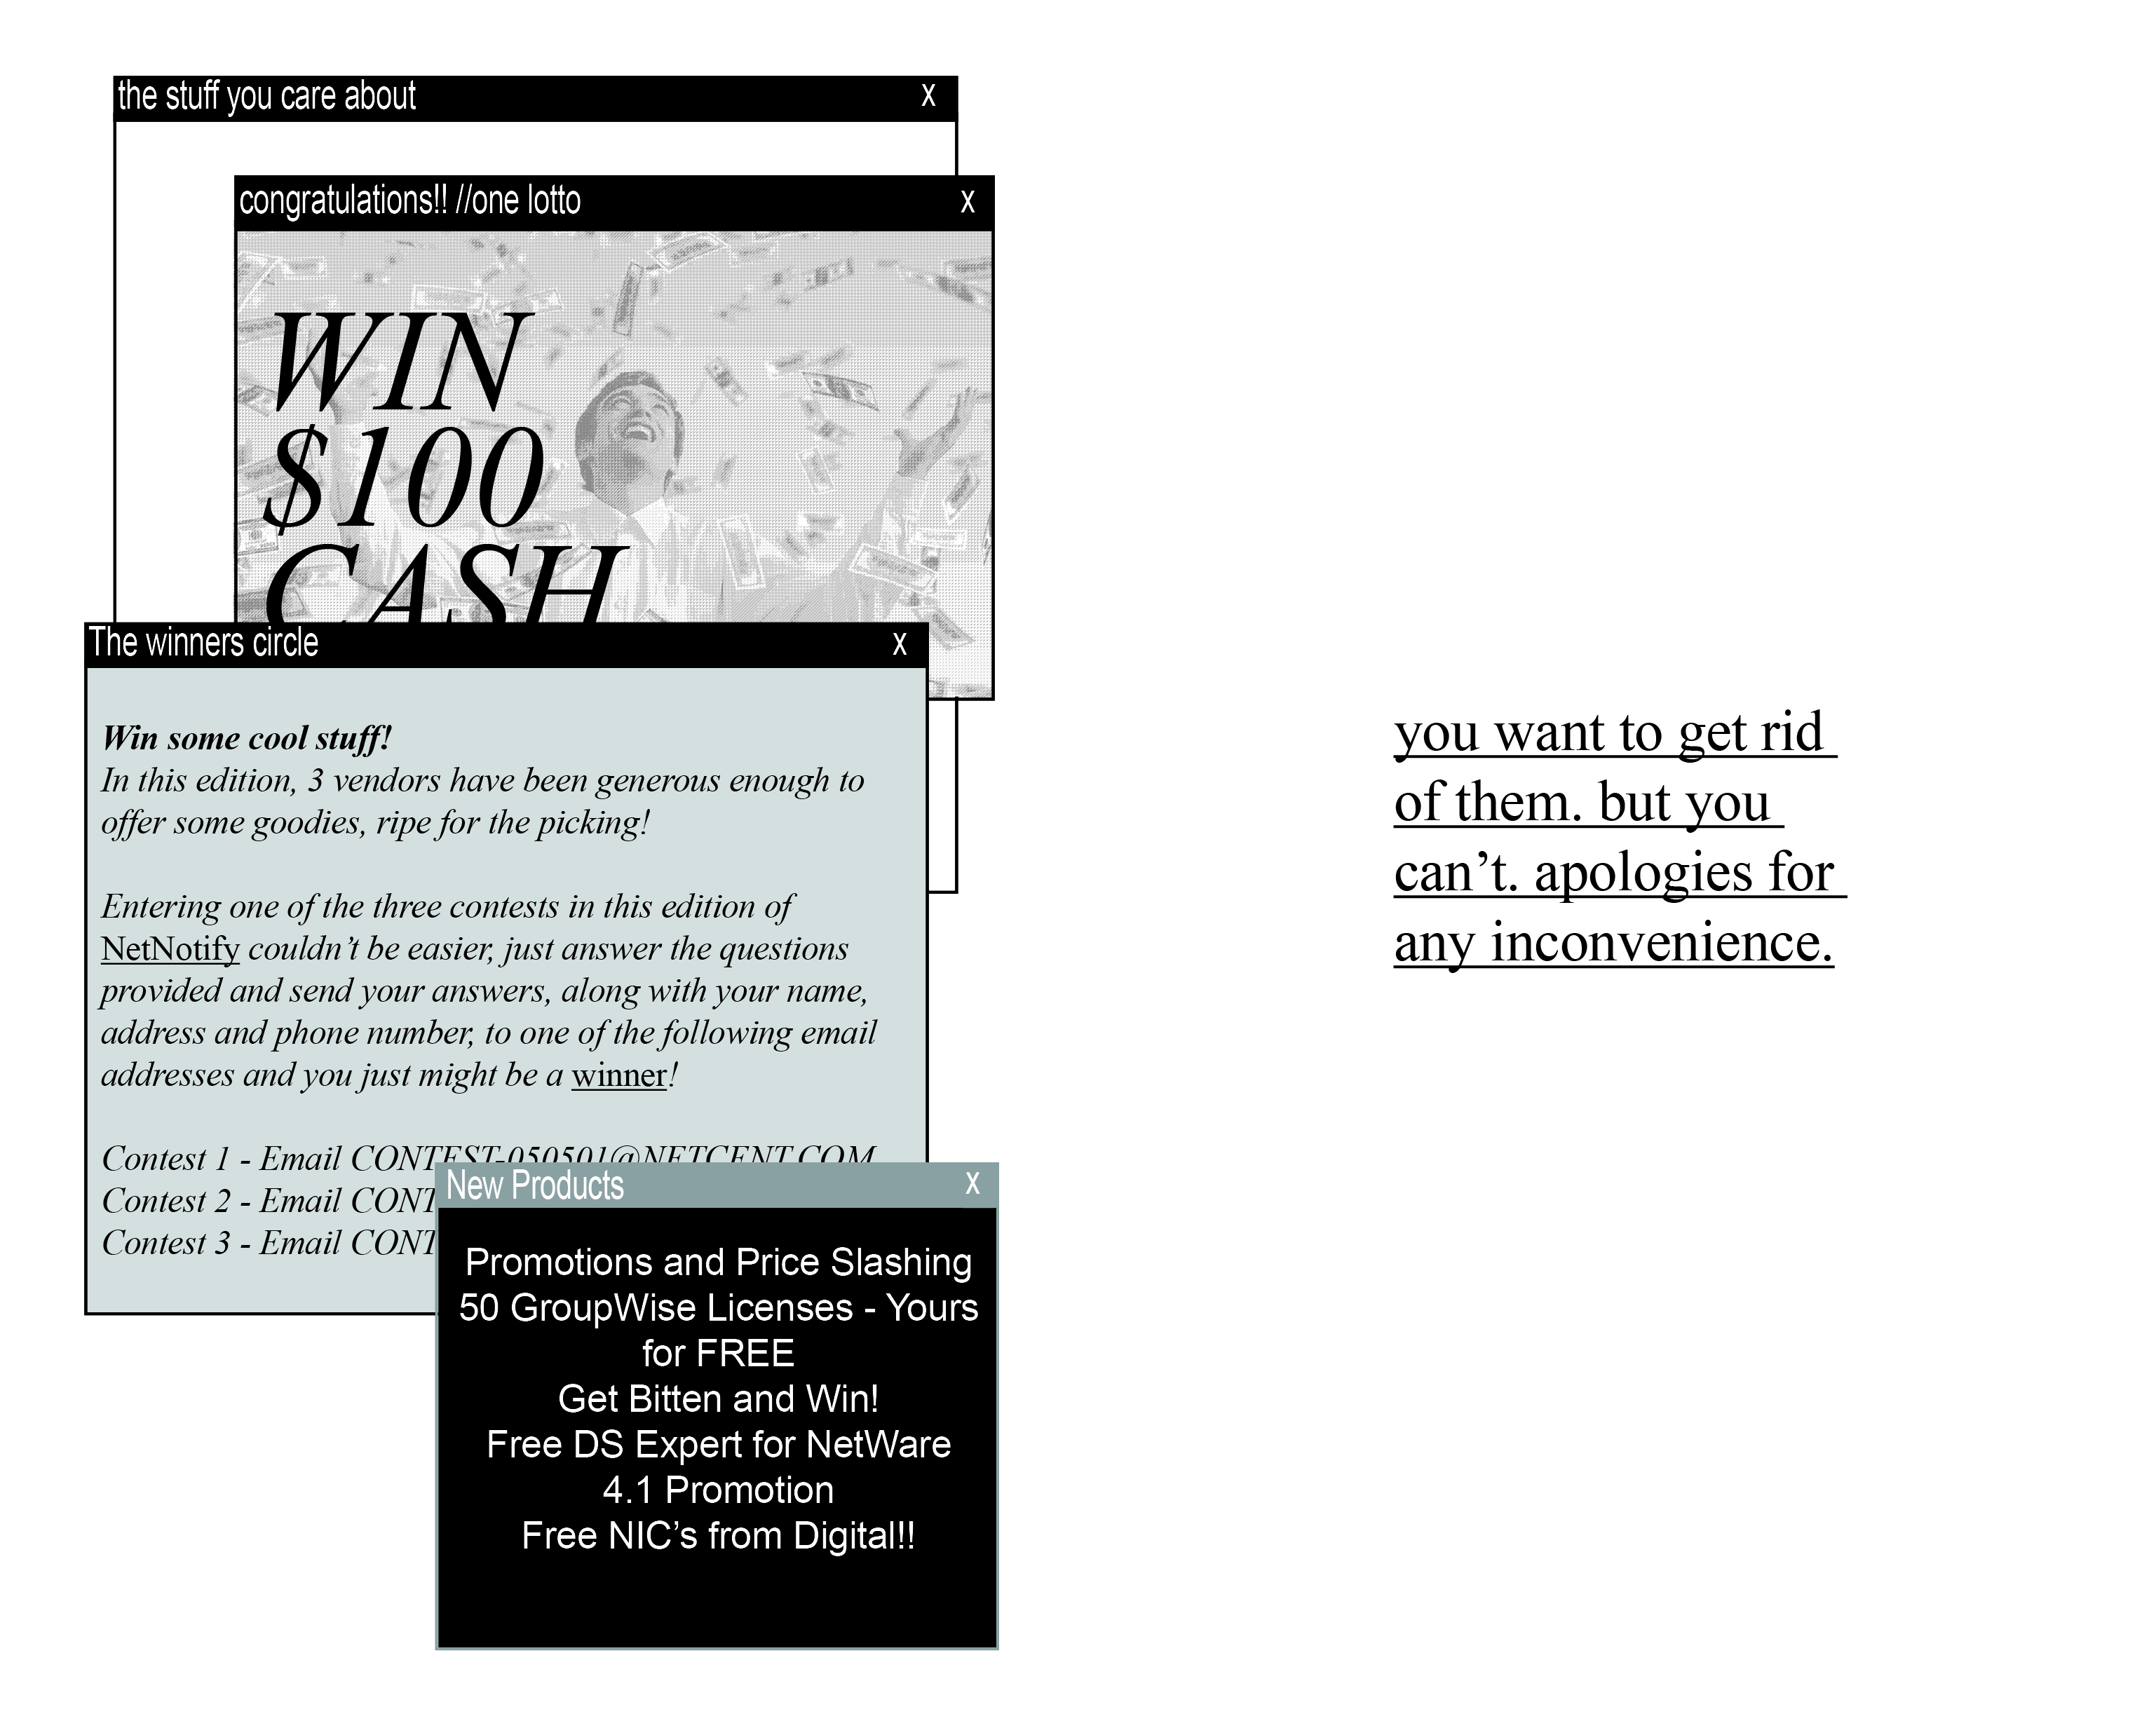 the stuff you care about x
congratulations!! //one lotto x
WIN
$100
CASH
The winners circle x
Win some cool stuff!
In this edition, 3 vendors have been generous enough to
offer some goodies, ripe for the picking!
Entering one of the three contests in this edition of
NetNotify couldn’t be easier, just answer the questions
provided and send your answers, along with your name,
address and phone number, to one of the following email
addresses and you just might be a winner!
Contest 1 - Email CONTEST-050501@NETCENT.COM
Contest 2 - Email CONT
Contest 3 - Email CONT
New Products x
Promotions and Price Slashing
50 GroupWise Licenses - Yours
for FREE
Get Bitten and Win!
Free DS Expert for NetWare
4.1 Promotion
Free NIC’s from Digital!!
you want to get rid
of them. but you
can’t. apologies for
any inconvenience.